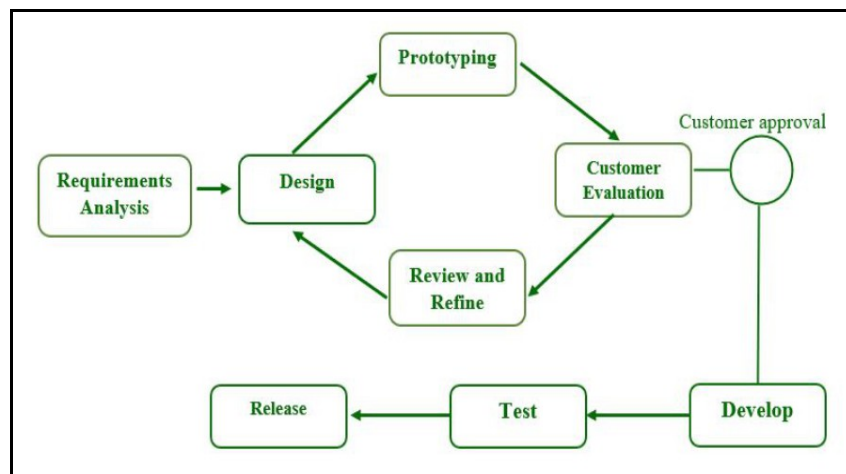 Prototyping
Customer approval
Requirements
Analysis
Design
Customer
Evaluation
Review and
Refine
Release
Test
Develop